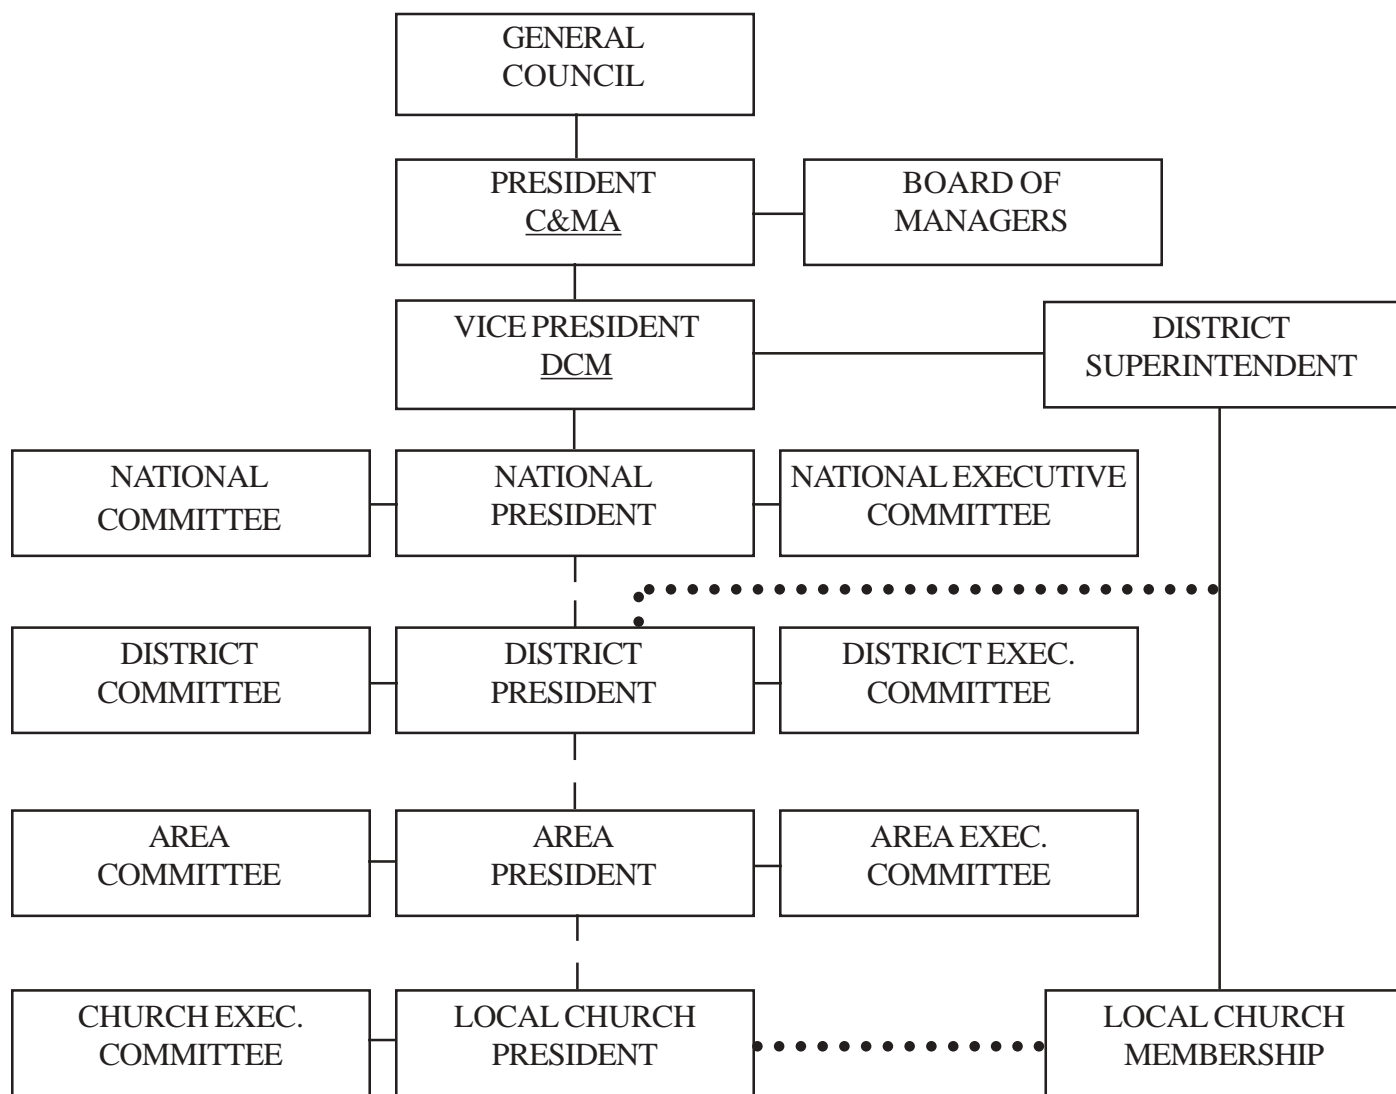 GENERAL
COUNCIL
PRESIDENT
C&MA
BOARD OF
MANAGERS
VICE PRESIDENT
DCM
DISTRICT
SUPERINTENDENT
NATIONAL
COMMITTEE
NATIONAL
PRESIDENT
NATIONAL EXECUTIVE
COMMITTEE
DISTRICT
COMMITTEE
DISTRICT
PRESIDENT
DISTRICT EXEC.
COMMITTEE
AREA
COMMITTEE
AREA
PRESIDENT
AREA EXEC.
COMMITTEE
CHURCH EXEC.
COMMITTEE
LOCAL CHURCH
PRESIDENT
LOCAL CHURCH
MEMBERSHIP